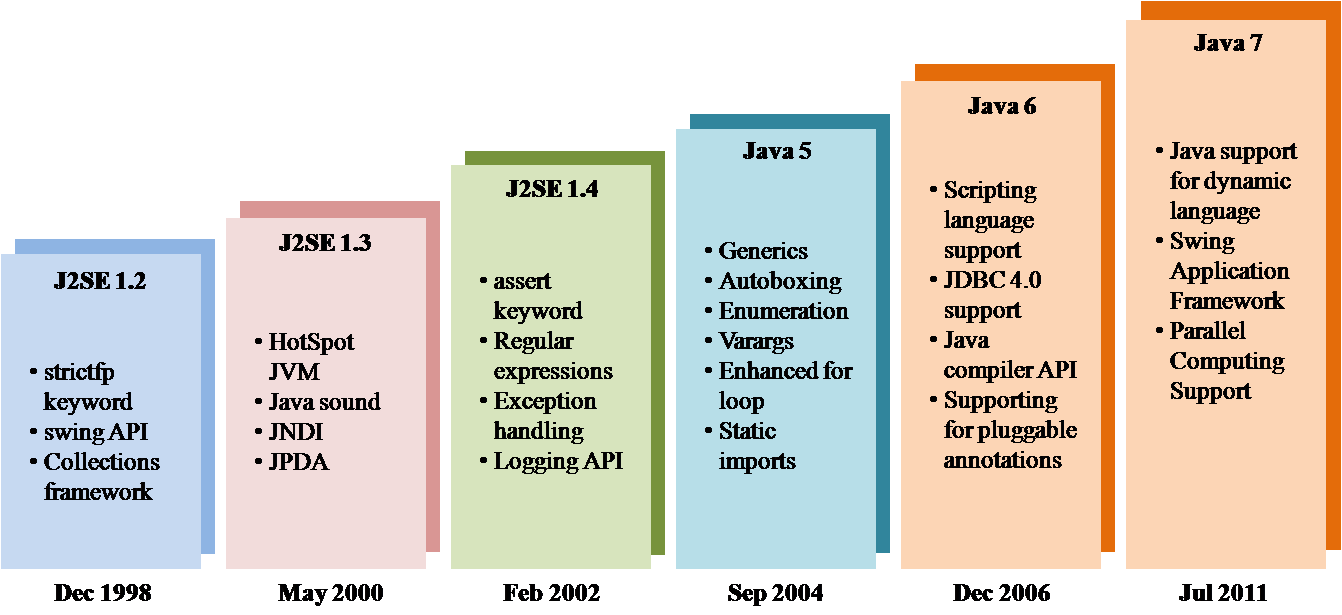 J2SE 1.2
• strictfp
keyword
• swing API
• Collections
framework
Dec 1998
J2SE 1.3
• HotSpot
JVM
• Java sound
• JNDI
• JPDA
May 2000
J2SE 1.4
• assert
keyword
• Regular
expressions
• Exception
handling
• Logging API
Feb 2002
Java 5
• Generics
• Autoboxing
• Enumeration
• Varargs
• Enhanced for
loop
• Static
imports
Sep 2004
Java 6
• Scripting
language
support
• JDBC 4.0
support
• Java
compiler API
• Supporting
for pluggable
annotations
Dec 2006
Java 7
• Java support
for dynamic
language
• Swing
Application
Framework
• Parallel
Computing
Support
Jul 2011